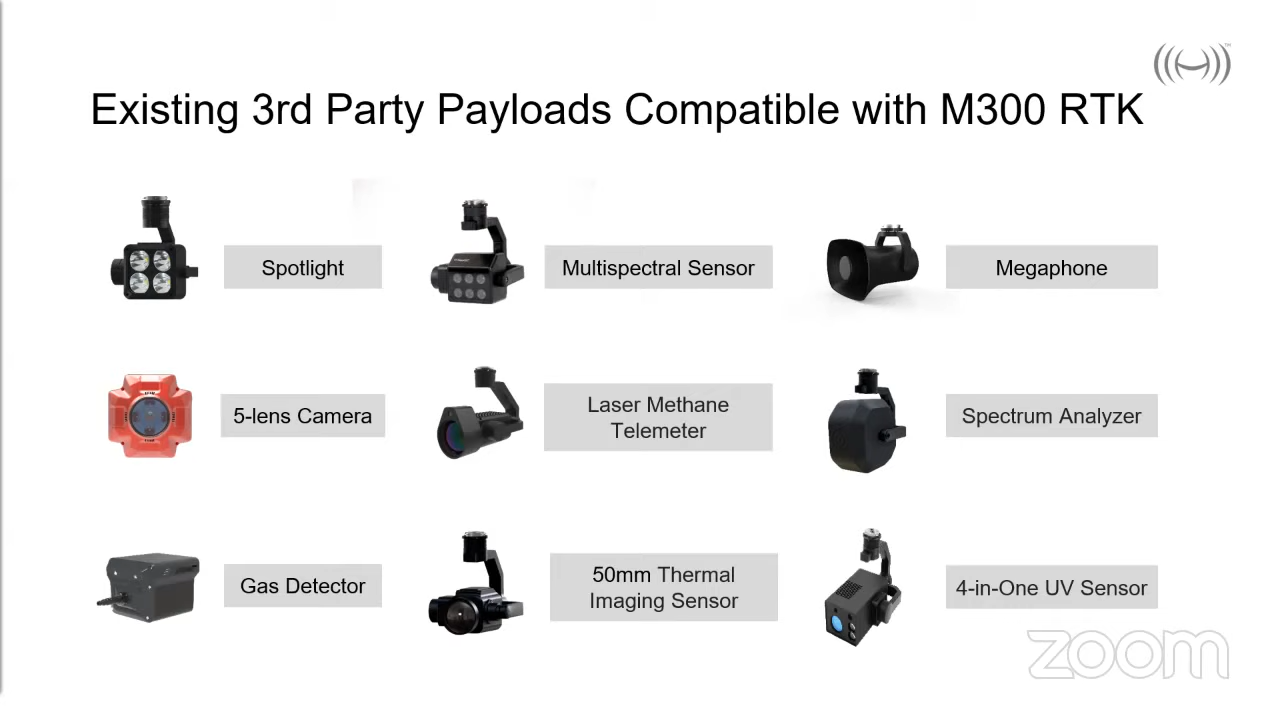 Existing 3rd Party Payloads Compatible with M300 RTK
Spotlight
Multispectral Sensor
Megaphone
5-lens Camera
Laser Methane
Telemeter
Spectrum Analyzer
Gas Detector
50mm Thermal
Imaging Sensor
4-in-One UV Sensor
zoom